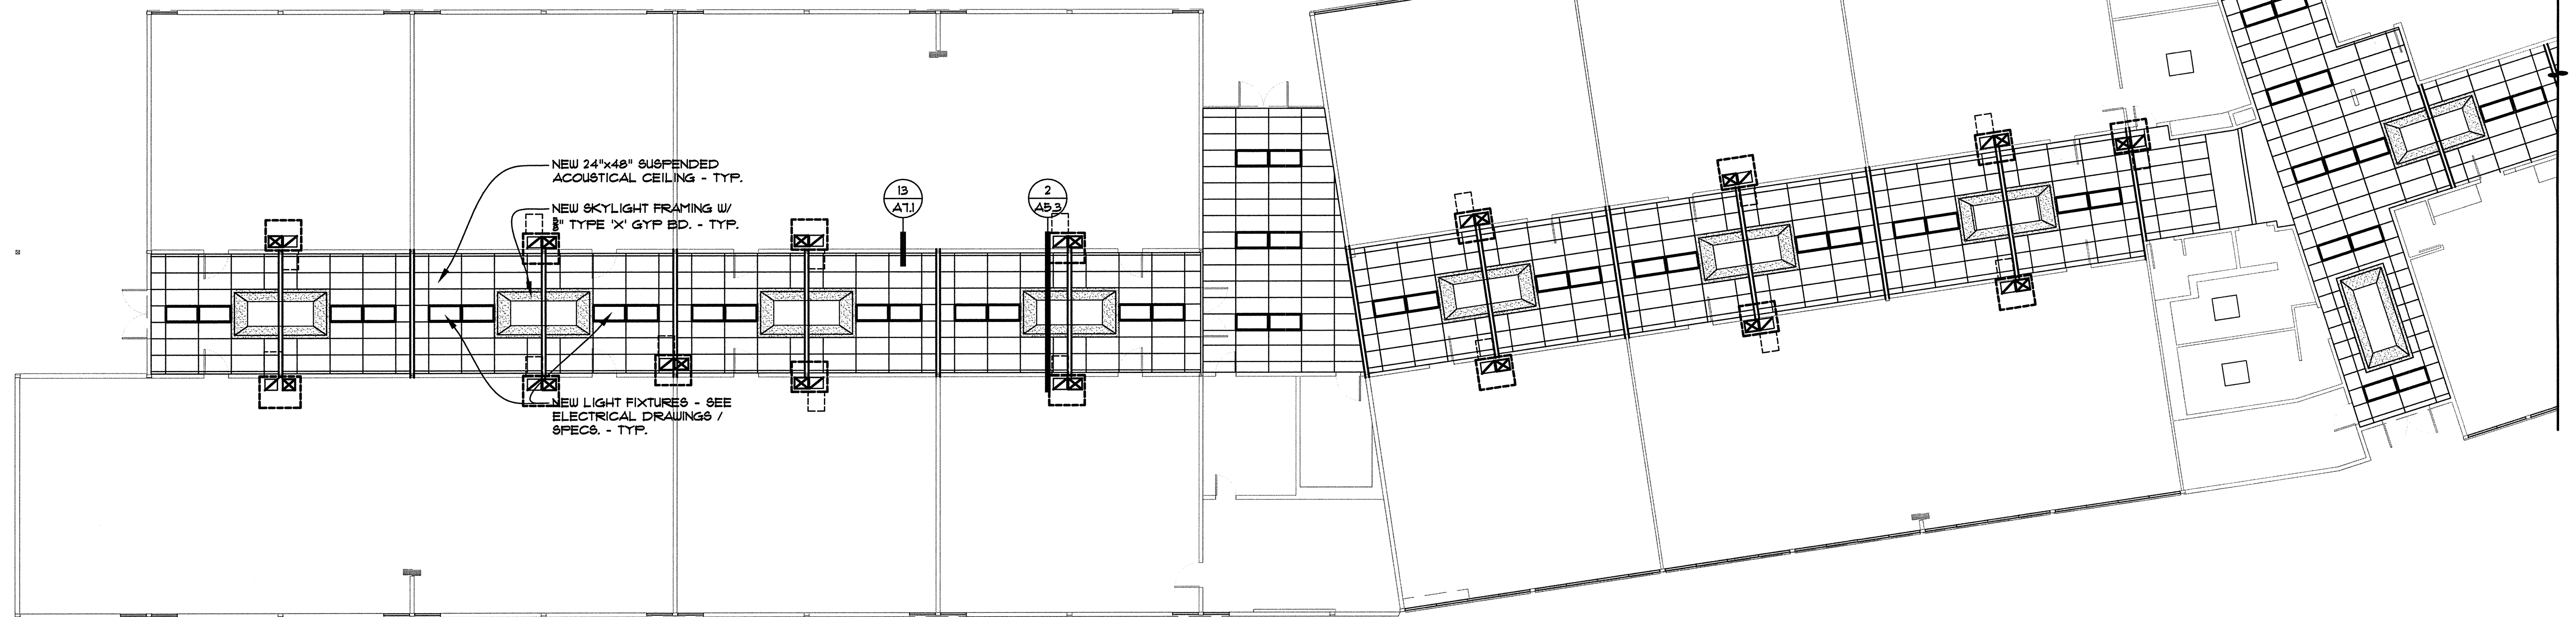 NEW 24"x48" SUSPENDED
ACOUSTICAL CEILING - TYP.
NEW SKYLIGHT FRAMING W/
5/8" TYPE 'X' GYP BD. - TYP.
13
A7.1
2
A5.3
NEW LIGHT FIXTURES - SEE
ELECTRICAL DRAWINGS /
SPECS. - TYP.